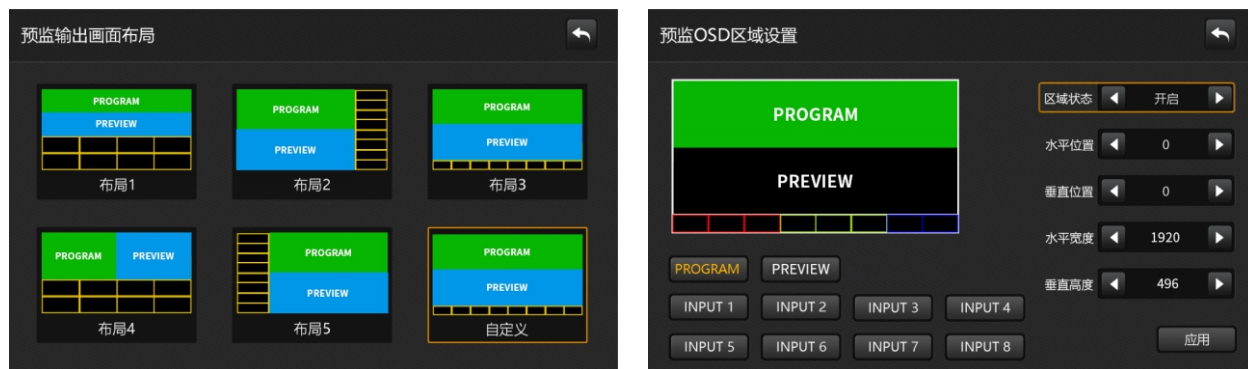 预监输出画面布局
PROGRAM
PREVIEW
布局1
PROGRAM
PREVIEW
布局2
PROGRAM
PREVIEW
布局3
PROGRAM PREVIEW
布局4
PROGRAM
PREVIEW
布局5
PROGRAM
PREVIEW
自定义
预监OSD区域设置
PROGRAM
PREVIEW
PROGRAM PREVIEW
INPUT 1 INPUT 2 INPUT 3 INPUT 4
INPUT 5 INPUT 6 INPUT 7 INPUT 8
区域状态 开启
水平位置 0
垂直位置 0
水平宽度 1920
垂直高度 496
应用